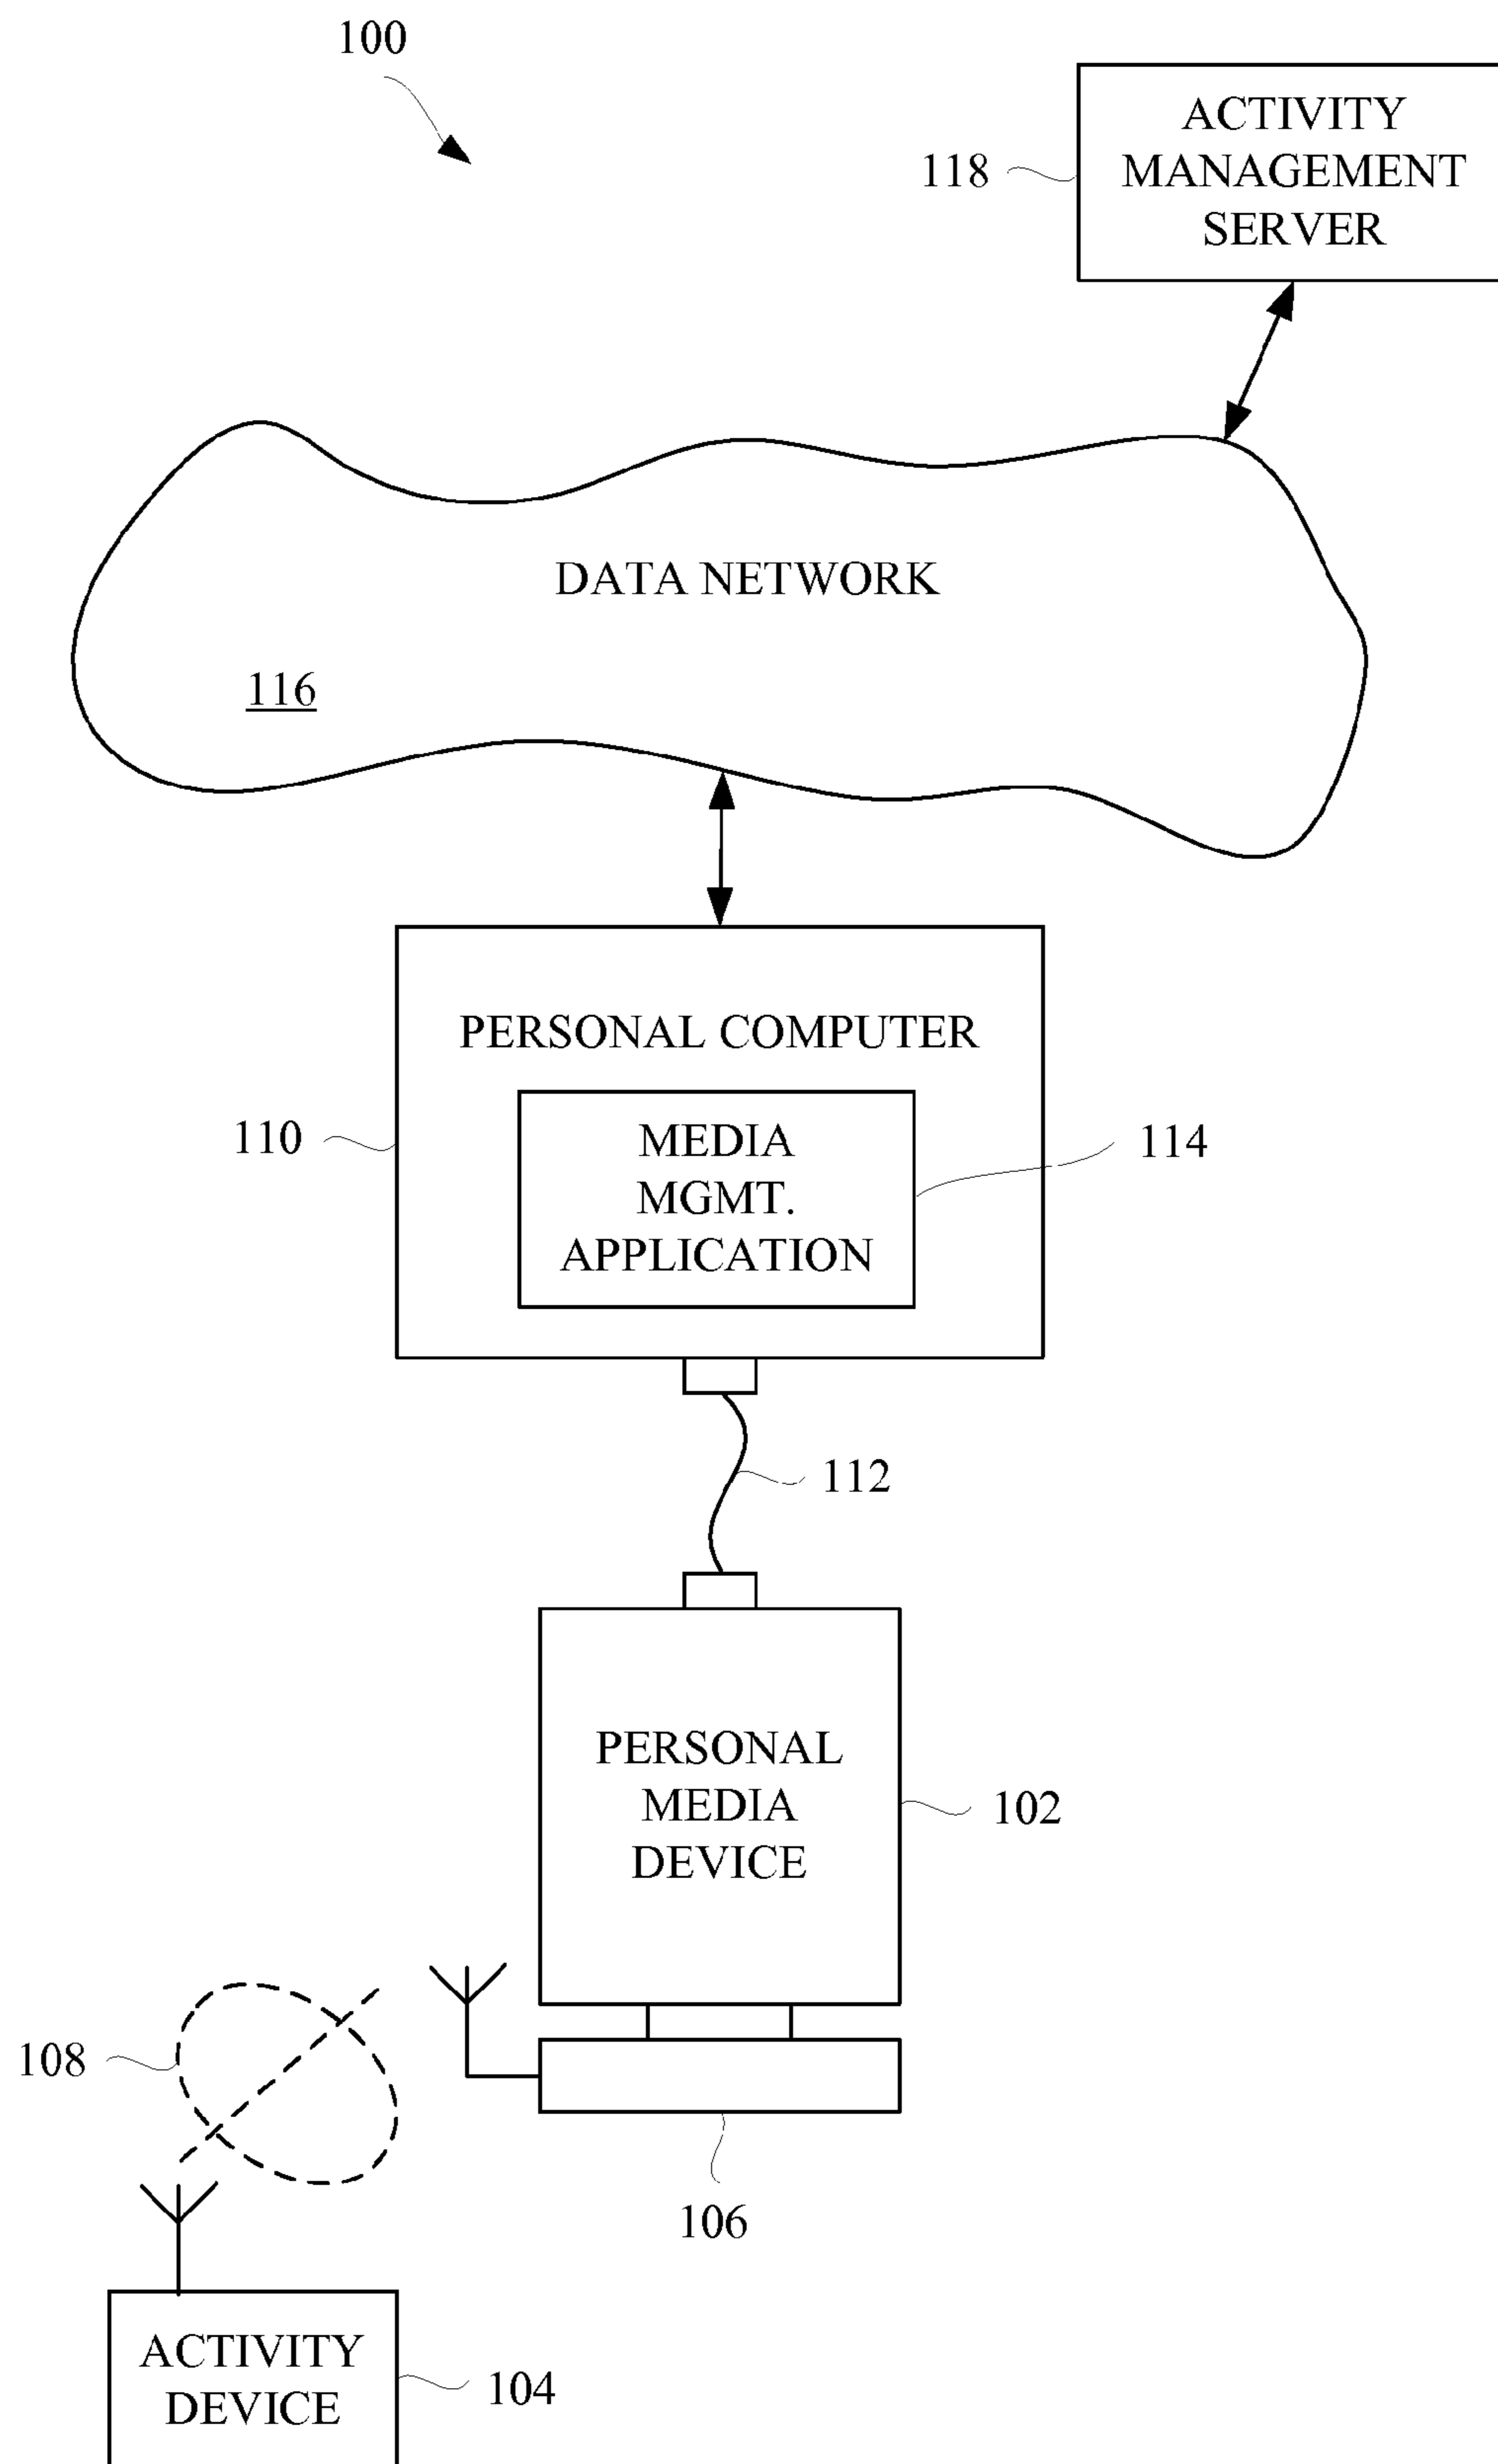 100
ACTIVITY
MANAGEMENT
SERVER
118
DATA NETWORK
116
PERSONAL COMPUTER
110
MEDIA
MGMT.
APPLICATION
114
112
PERSONAL
MEDIA
DEVICE
102
108
106
ACTIVITY
DEVICE
104